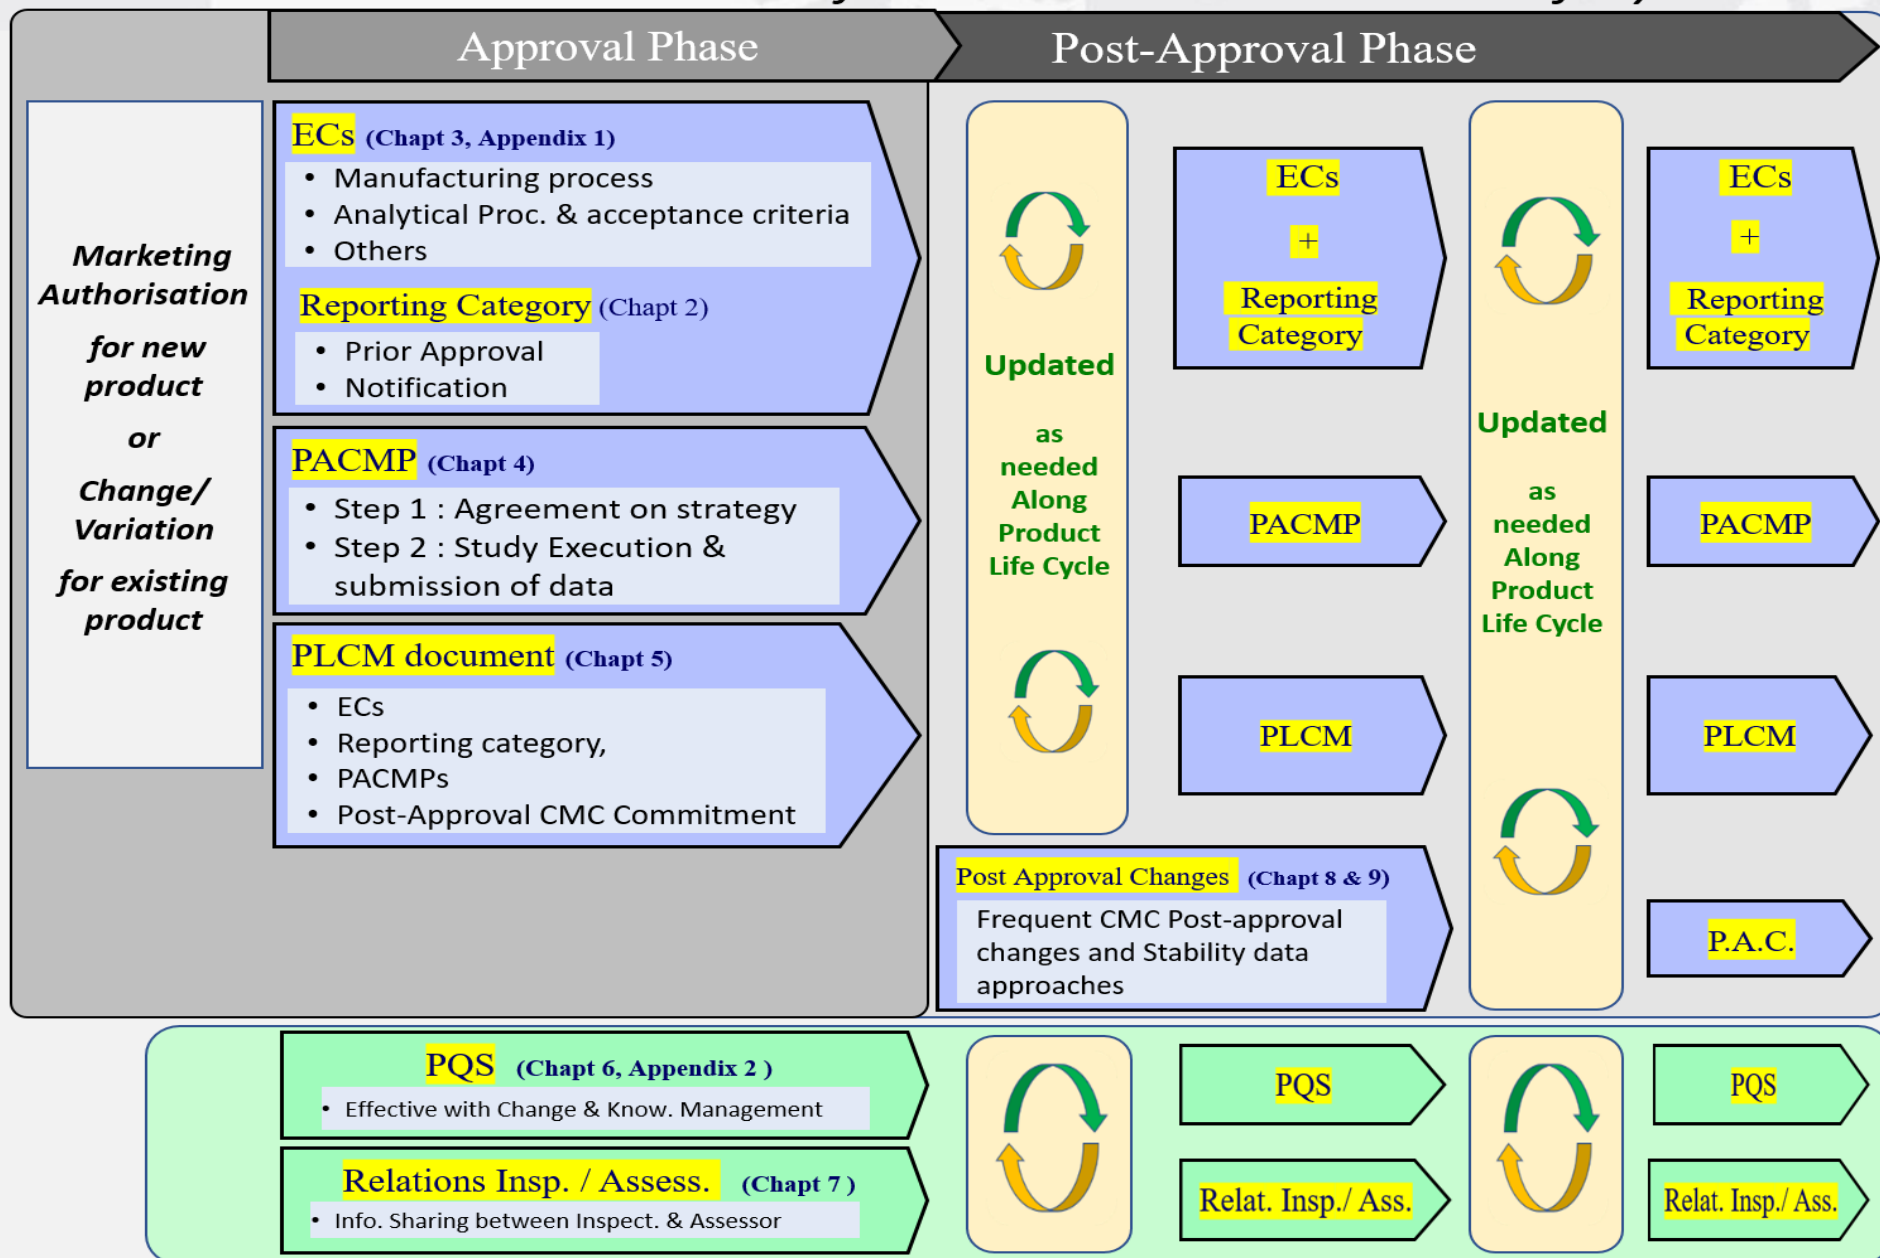 Approval Phase
Post-Approval Phase
Marketing
Authorisation
for new
product
or
Change/
Variation
for existing
product
ECs (Chapt 3, Appendix 1)
• Manufacturing process
• Analytical Proc. & acceptance criteria
• Others
Reporting Category (Chapt 2)
• Prior Approval
• Notification
PACMP (Chapt 4)
• Step 1 : Agreement on strategy
• Step 2 : Study Execution &
submission of data
PLCM document (Chapt 5)
• ECs
• Reporting category,
• PACMPs
• Post-Approval CMC Commitment
Updated
as
needed
Along
Product
Life Cycle
ECs
+
Reporting
Category
PACMP
PLCM
Post Approval Changes (Chapt 8 & 9)
Frequent CMC Post-approval
changes and Stability data
approaches
Updated
as
needed
Along
Product
Life Cycle
ECs
+
Reporting
Category
PACMP
PLCM
P.A.C.
PQS (Chapt 6, Appendix 2 )
• Effective with Change & Know. Management
PQS
PQS
Relations Insp. / Assess. (Chapt 7 )
• Info. Sharing between Inspect. & Assessor
Relat. Insp./ Ass.
Relat. Insp./ Ass.